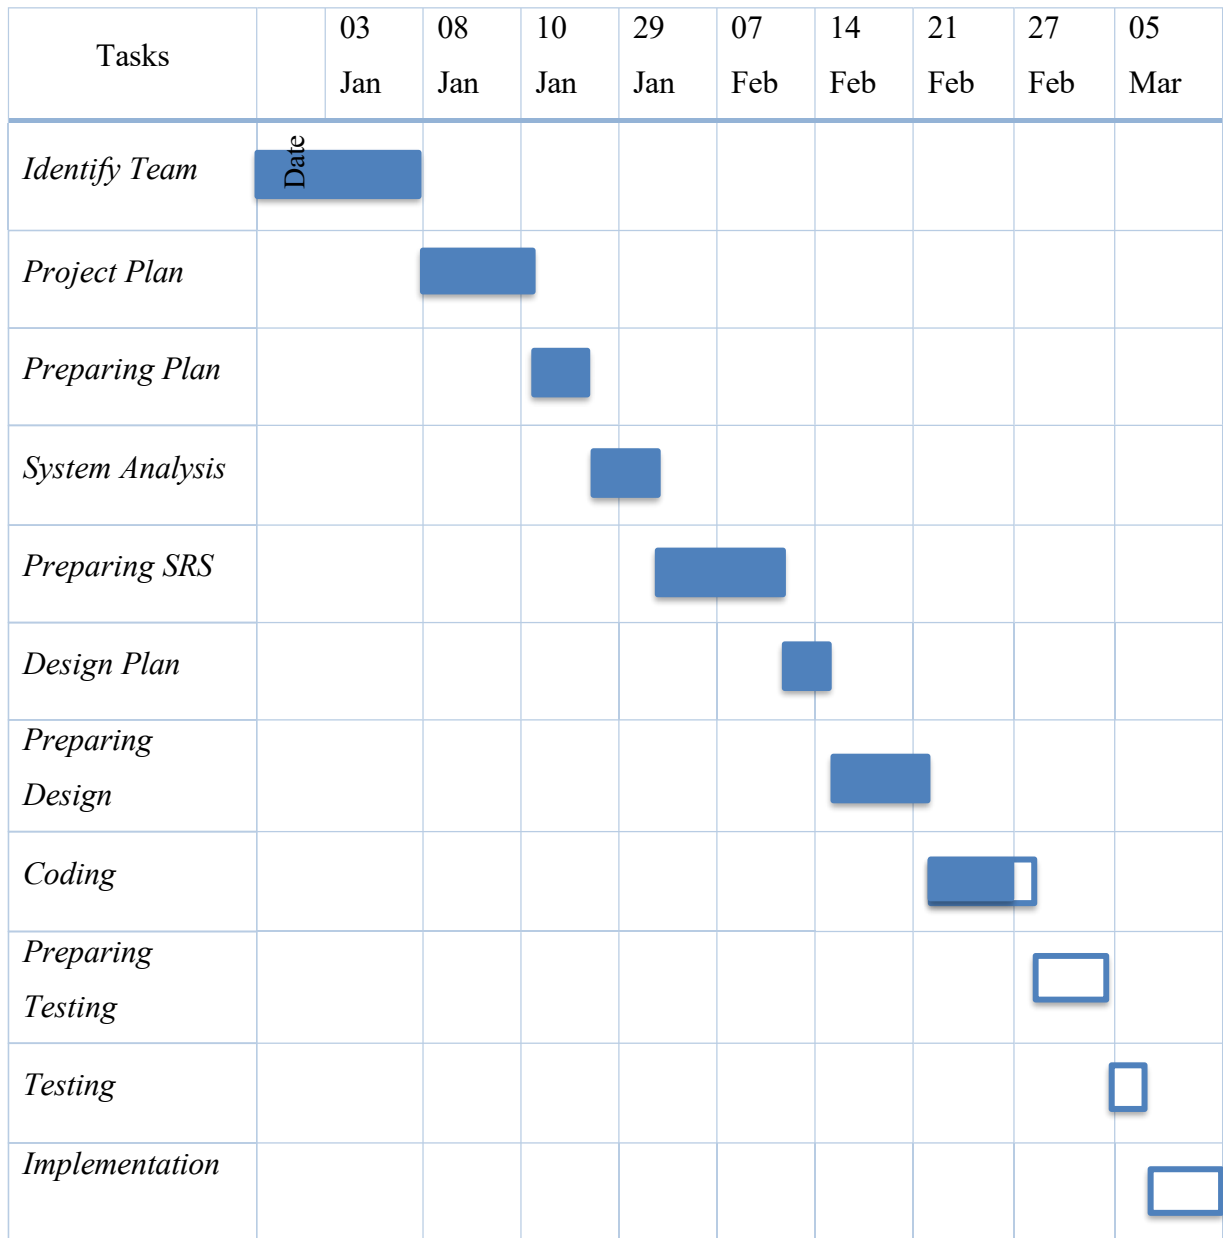 Tasks
03 08 10 29 07 14 21 27 05
Jan Jan Jan Jan Feb Feb Feb Feb Mar
Date
Identify Team
Project Plan
Preparing Plan
System Analysis
Preparing SRS
Design Plan
Preparing
Design
Coding
Preparing
Testing
Testing
Implementation